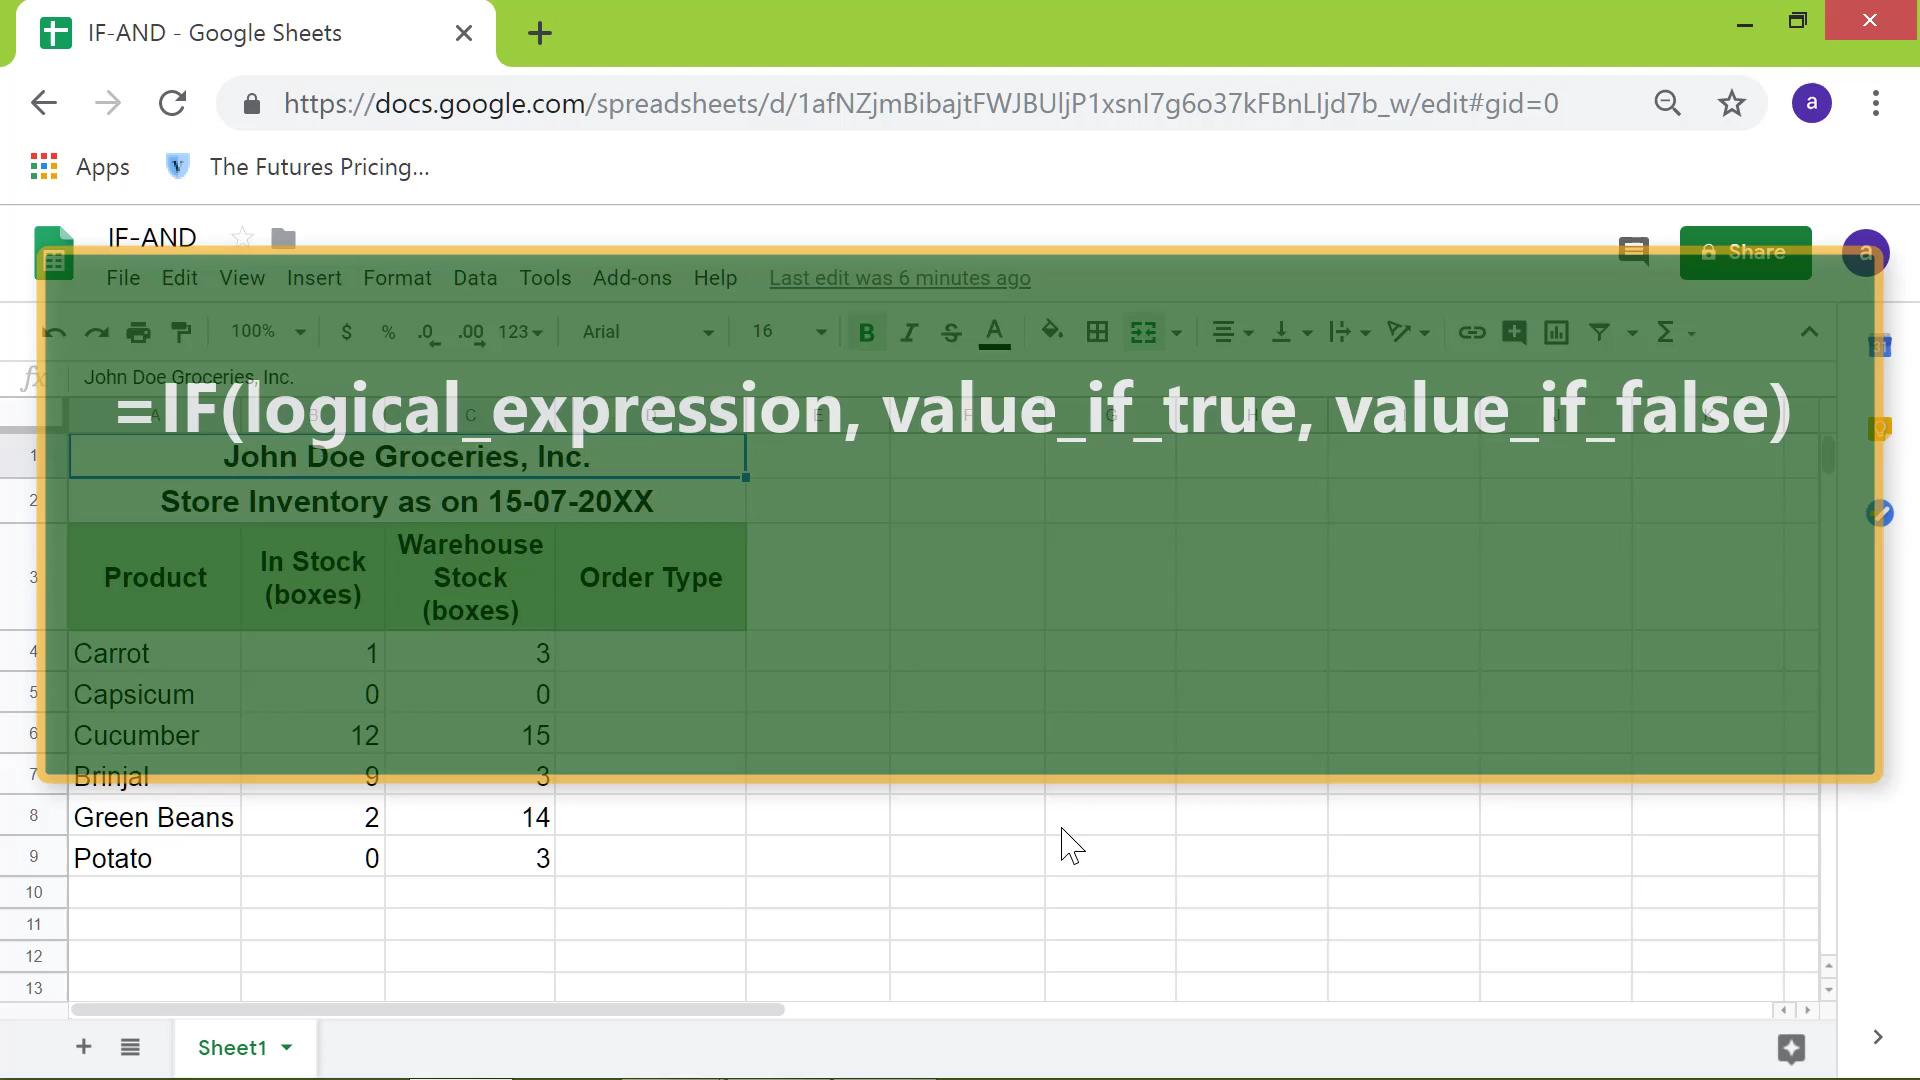 IF-AND - Google Sheets
https://docs.google.com/spreadsheets/d/1afNZjmBibajtFWJBUljP1xsnI7g6o37kFBnLIjd7b_w/edit#gid=0
a
Apps
The Futures Pricing...
IF-AND
Share
a
File Edit View Insert Format Data Tools Add-ons Help Last edit was 6 minutes ago
100% $ % .0 .00 123 Arial 16 B I S A Σ
31
fx John Doe Groceries, Inc.
=IF(logical_expression, value_if_true, value_if_false)
1 John Doe Groceries, Inc.
2 Store Inventory as on 15-07-20XX
3 Product In Stock (boxes) Warehouse Stock (boxes) Order Type
4 Carrot 1 3
5 Capsicum 0 0
6 Cucumber 12 15
7 Brinjal 9 3
8 Green Beans 2 14
9 Potato 0 3
10
11
12
13
Sheet1